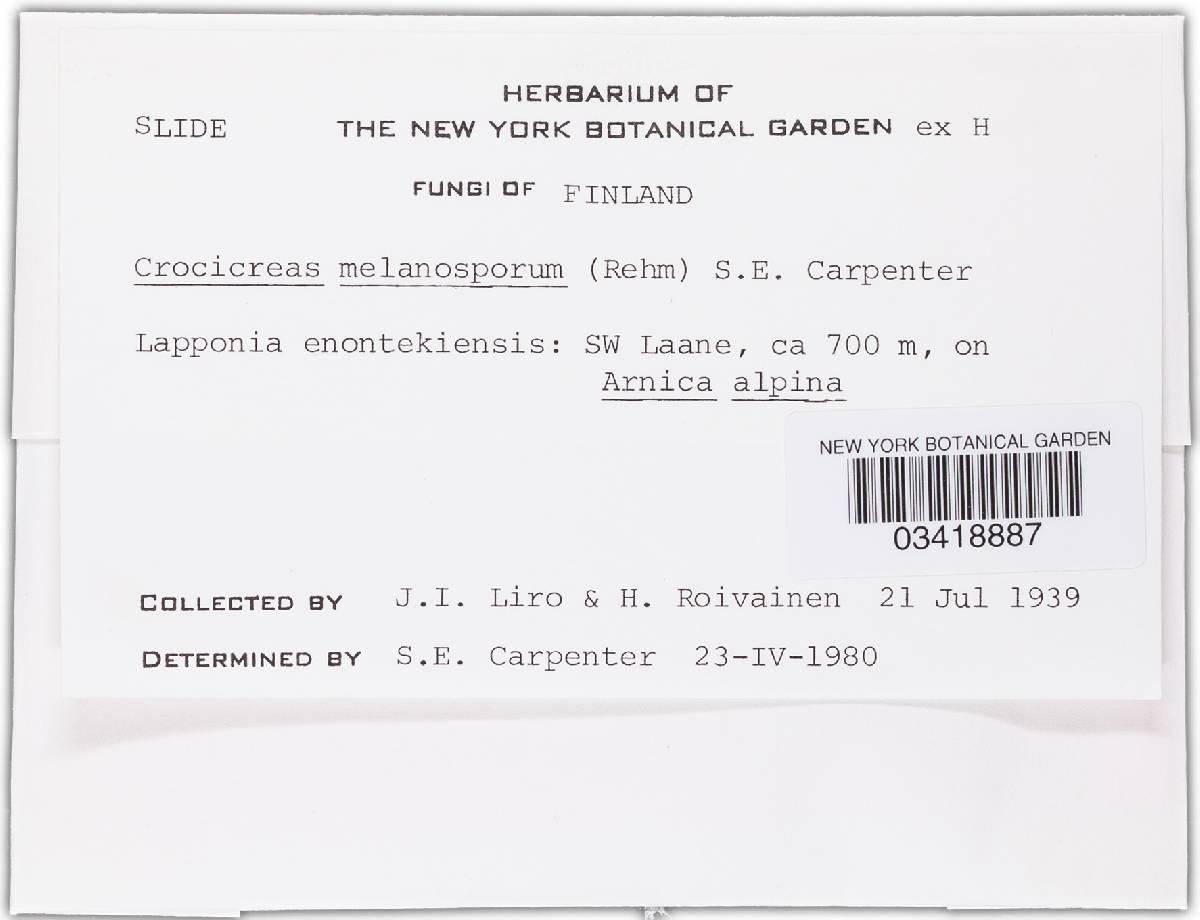 HERBARIUM OF
SLIDE THE NEW YORK BOTANICAL GARDEN ex H
FUNGI OF FINLAND
Crocicreas melanosporum (Rehm) S.E. Carpenter
Lapponia enontekiensis: SW Laane, ca 700 m, on
Arnica alpina
NEW YORK BOTANICAL GARDEN
03418887
COLLECTED BY J.I. Liro & H. Roivainen 21 Jul 1939
DETERMINED BY S.E. Carpenter 23-IV-1980